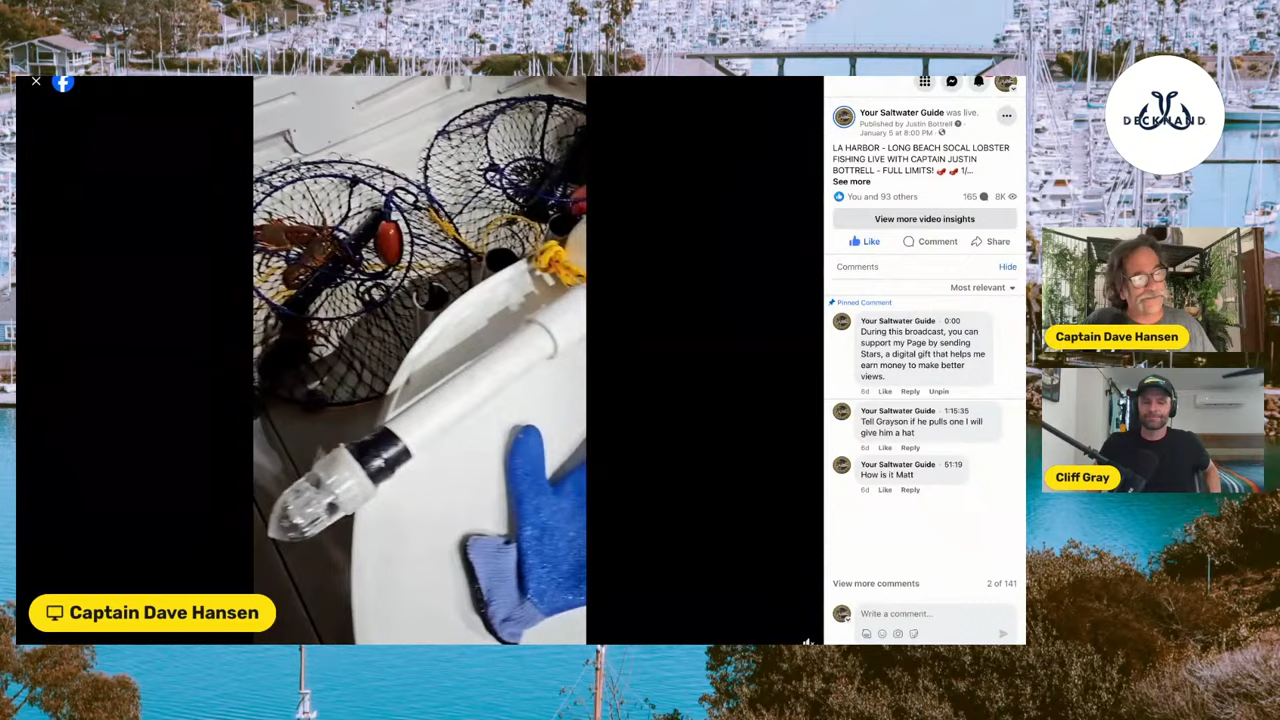 Your Saltwater Guide was live.
Published by Justin Bottrell ·
January 5 at 8:00 PM ·
LA HARBOR - LONG BEACH SOCAL LOBSTER
FISHING LIVE WITH CAPTAIN JUSTIN
BOTTRELL - FULL LIMITS! 🦞 🦞 1/...
See more
You and 93 others
165
8K
View more video insights
Like
Comment
Share
Comments
Hide
Most relevant
Pinned Comment
Your Saltwater Guide · 0:00
During this broadcast, you can
support my Page by sending
Stars, a digital gift that helps me
earn money to make better
views.
6d Like Reply Unpin
Your Saltwater Guide · 1:15:35
Tell Grayson if he pulls one I will
give him a hat
6d Like Reply
Your Saltwater Guide · 51:19
How is it Matt
6d Like Reply
View more comments
2 of 141
Write a comment...
Captain Dave Hansen
DECKHAND
Captain Dave Hansen
Cliff Gray